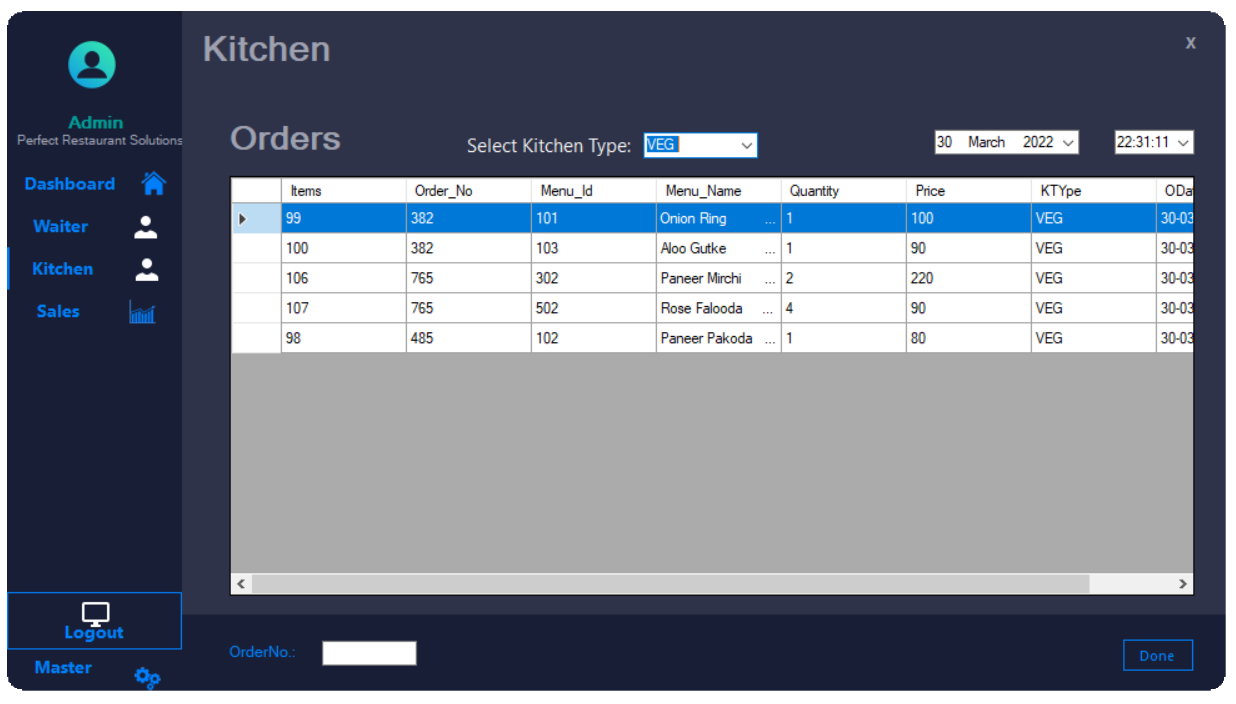 Kitchen
x
Admin
Perfect Restaurant Solutions
Dashboard
Waiter
Kitchen
Sales
Logout
Master
Orders
Select Kitchen Type: VEG
30 March 2022
22:31:11
Items Order_No Menu_Id Menu_Name Quantity Price KTYpe ODa
99 382 101 Onion Ring ... 1 100 VEG 30-03
100 382 103 Aloo Gutke ... 1 90 VEG 30-03
106 765 302 Paneer Mirchi ... 2 220 VEG 30-03
107 765 502 Rose Falooda ... 4 90 VEG 30-03
98 485 102 Paneer Pakoda ... 1 80 VEG 30-03
OrderNo.:
Done